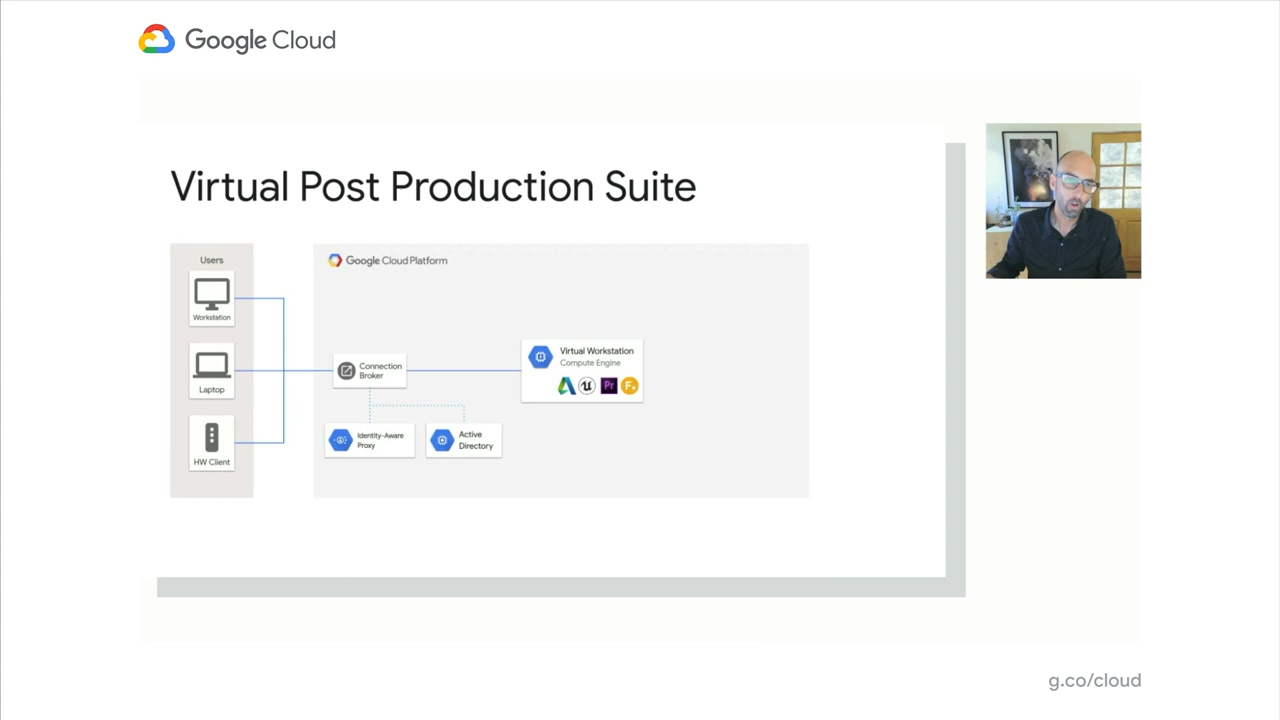 Google Cloud
Virtual Post Production Suite
Users
Workstation
Laptop
HW Client
Google Cloud Platform
Connection
Broker
Identity-Aware
Proxy
Active
Directory
Virtual Workstation
Compute Engine
Pr
F
g.co/cloud